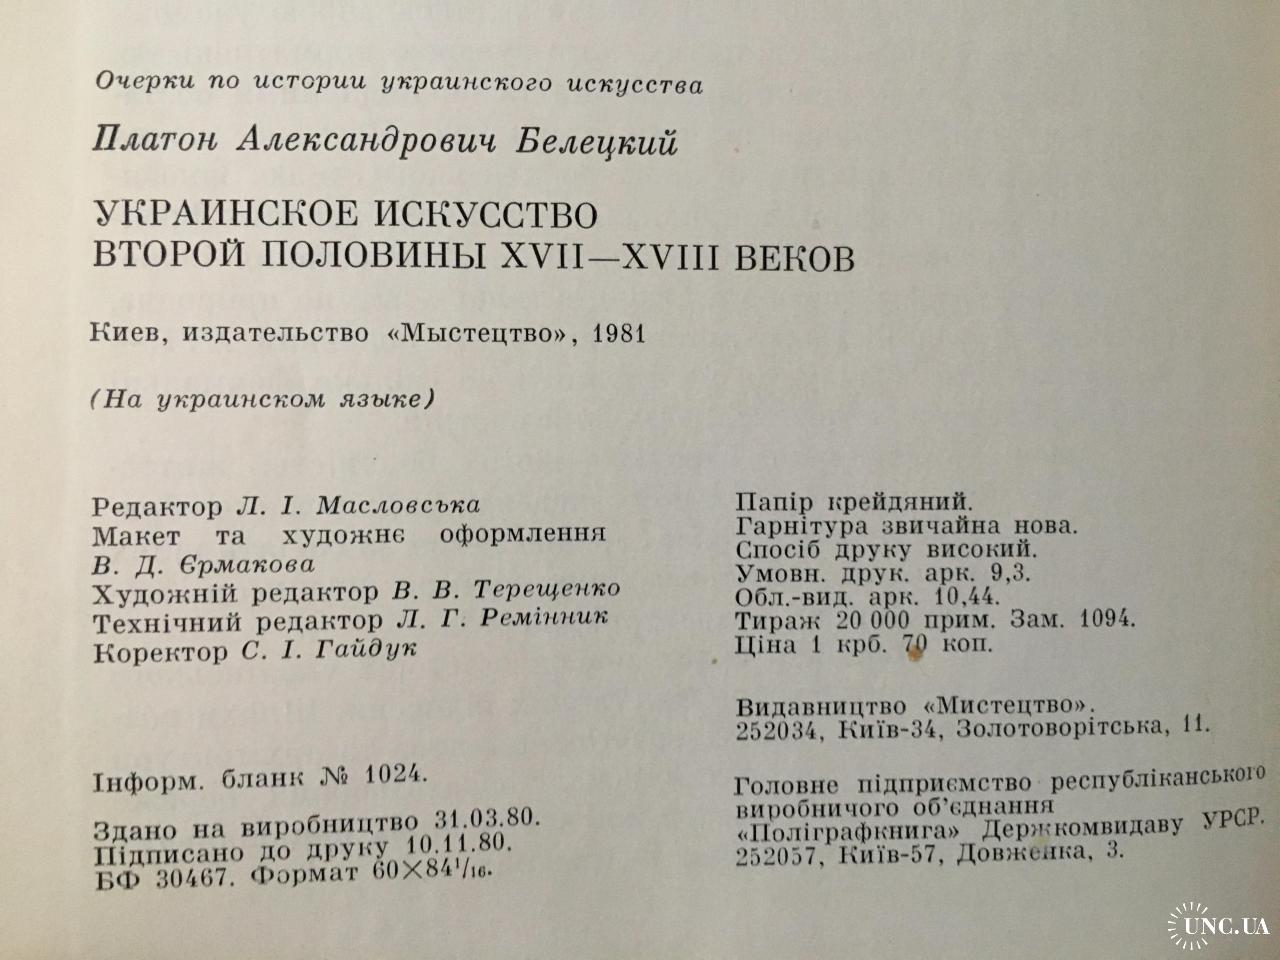 Очерки по истории украинского искусства
Платон Александрович Белецкий
УКРАИНСКОЕ ИСКУССТВО
ВТОРОЙ ПОЛОВИНЫ XVII—XVIII ВЕКОВ
Киев, издательство «Мыстецтво», 1981
(На украинском языке)
Редактор Л. І. Масловська
Макет та художнє оформлення
В. Д. Єрмакова
Художній редактор В. В. Терещенко
Технічний редактор Л. Г. Ремінник
Коректор С. І. Гайдук
Інформ. бланк № 1024.
Здано на виробництво 31.03.80.
Підписано до друку 10.11.80.
БФ 30467. Формат 60×84¹/₁₆.
Папір крейдяний.
Гарнітура звичайна нова.
Спосіб друку високий.
Умовн. друк. арк. 9,3.
Обл.-вид. арк. 10,44.
Тираж 20 000 прим. Зам. 1094.
Ціна 1 крб. 70 коп.
Видавництво «Мистецтво».
252034, Київ-34, Золотоворітська, 11.
Головне підприємство республіканського
виробничого об'єднання
«Поліграфкнига» Держкомвидаву УРСР.
252057, Київ-57, Довженка, 3.
UNC.UA